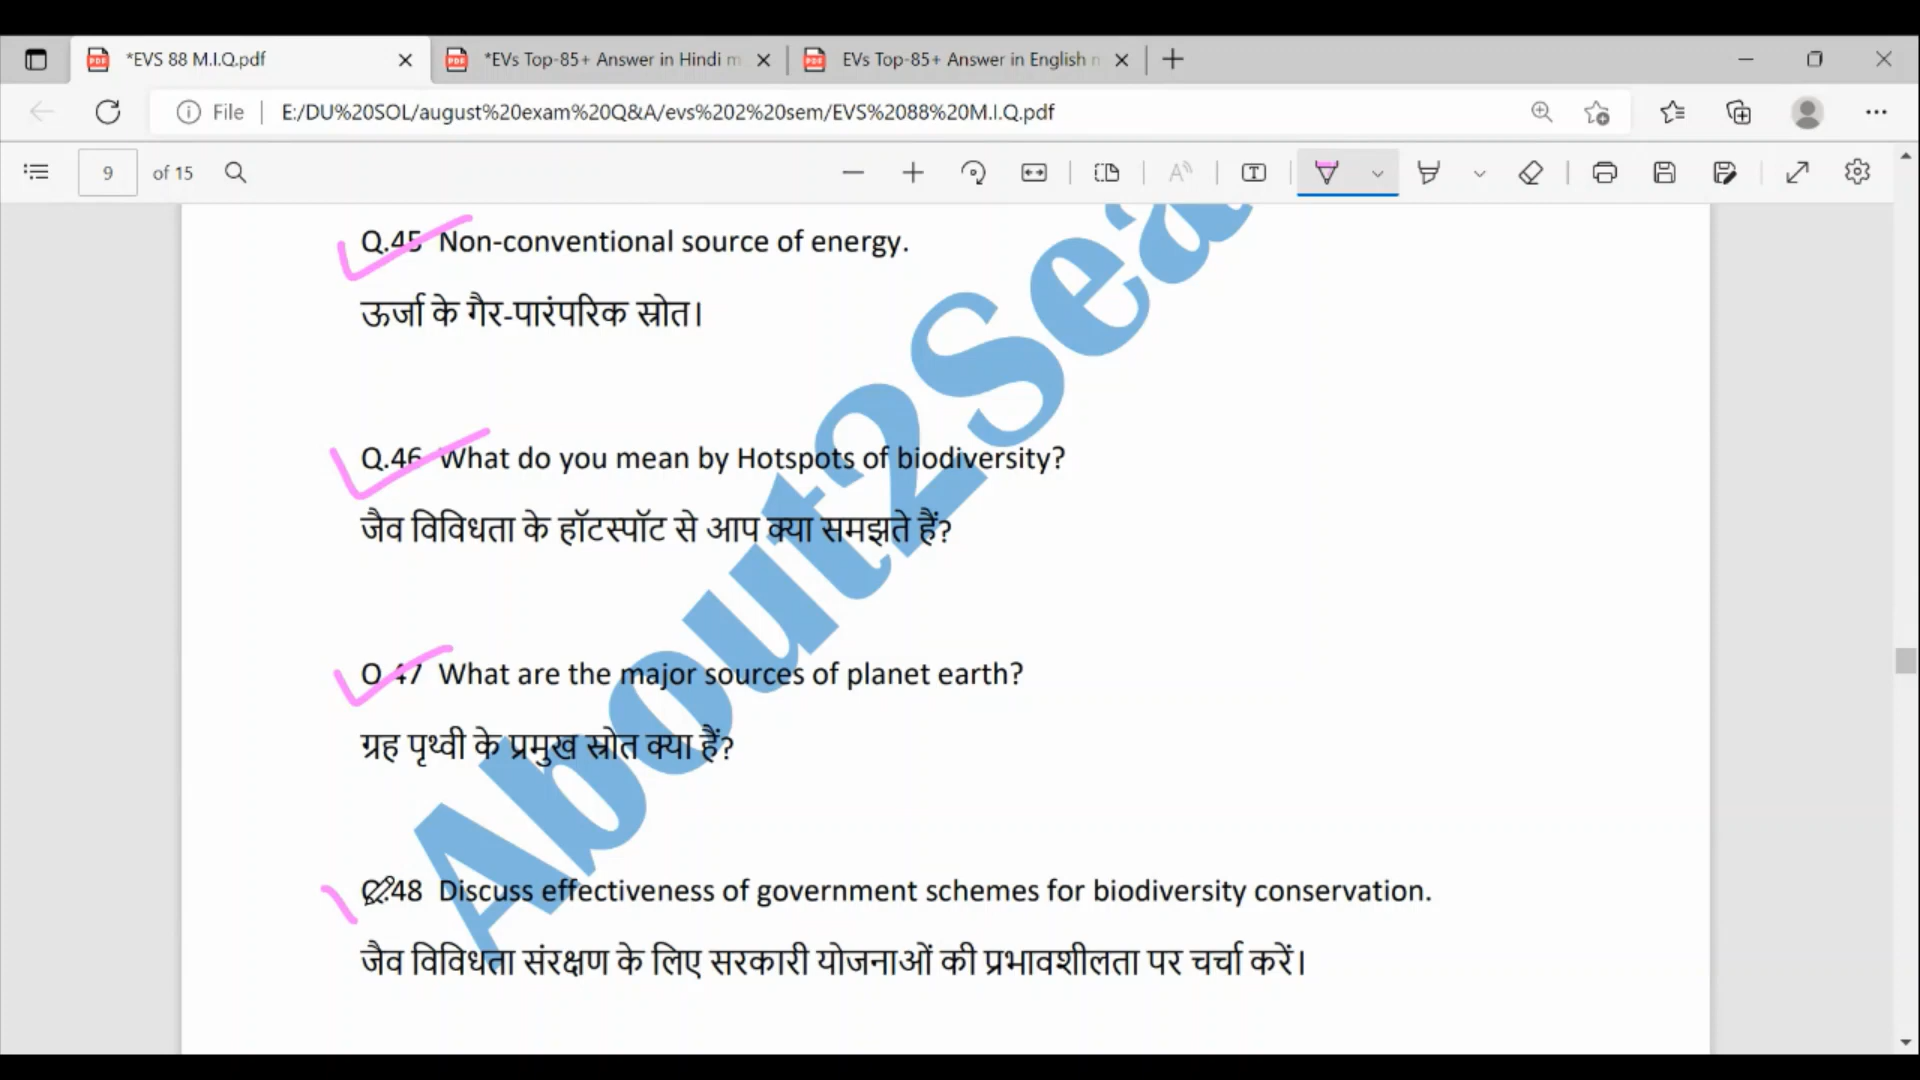 *EVS 88 M.I.Q.pdf
*EVs Top-85+ Answer in Hindi m
EVs Top-85+ Answer in English n
File
E:/DU%20SOL/august%20exam%20Q&A/evs%202%20sem/EVS%2088%20M.I.Q.pdf
9 of 15
Q.45 Non-conventional source of energy.
ऊर्जा के गैर-पारंपरिक स्रोत।
Q.46 What do you mean by Hotspots of biodiversity?
जैव विविधता के हॉटस्पॉट से आप क्या समझते हैं?
Q.47 What are the major sources of planet earth?
ग्रह पृथ्वी के प्रमुख स्रोत क्या हैं?
Q.48 Discuss effectiveness of government schemes for biodiversity conservation.
जैव विविधता संरक्षण के लिए सरकारी योजनाओं की प्रभावशीलता पर चर्चा करें।
About2Sea